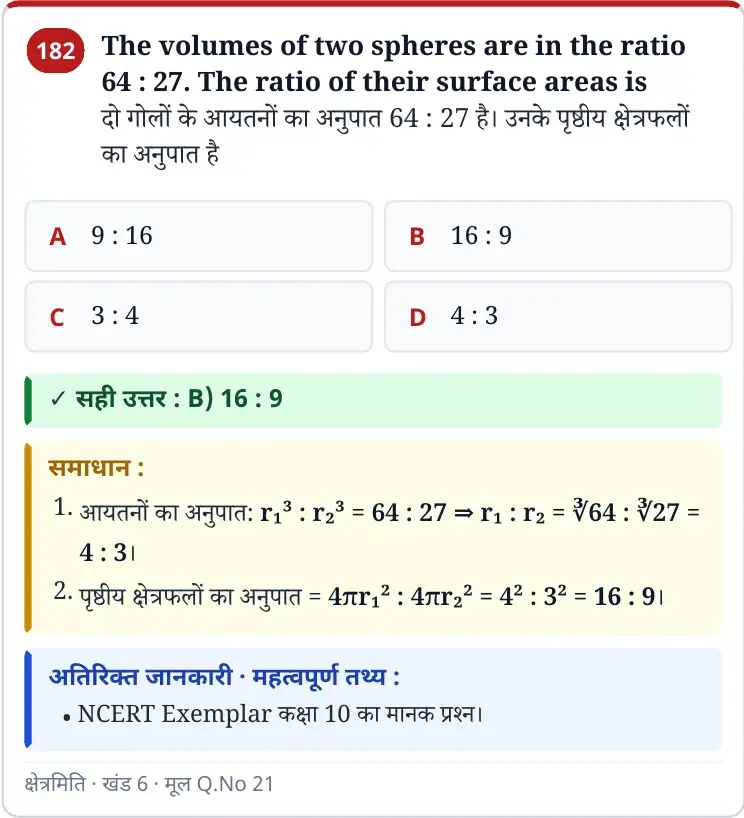 182
The volumes of two spheres are in the ratio
64 : 27. The ratio of their surface areas is
दो गोलों के आयतनों का अनुपात 64 : 27 है। उनके पृष्ठीय क्षेत्रफलों
का अनुपात है
A 9 : 16
B 16 : 9
C 3 : 4
D 4 : 3
✓ सही उत्तर : B) 16 : 9
समाधान :
1. आयतनों का अनुपात: r₁³ : r₂³ = 64 : 27 ⇒ r₁ : r₂ = ∛64 : ∛27 =
4 : 3।
2. पृष्ठीय क्षेत्रफलों का अनुपात = 4πr₁² : 4πr₂² = 4² : 3² = 16 : 9।
अतिरिक्त जानकारी · महत्वपूर्ण तथ्य :
• NCERT Exemplar कक्षा 10 का मानक प्रश्न।
क्षेत्रमिति · खंड 6 · मूल Q.No 21